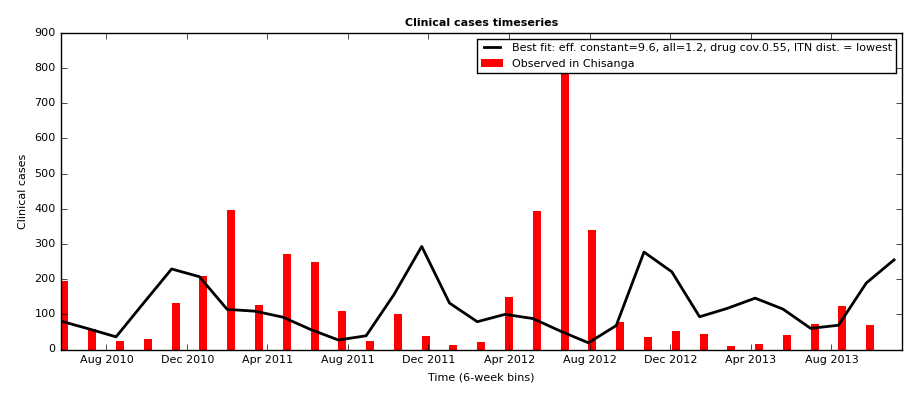 Clinical cases timeseries
Best fit: eff. constant=9.6, all=1.2, drug cov.0.55, ITN dist. = lowest
Observed in Chisanga
Clinical cases
900
800
700
600
500
400
300
200
100
0
Aug 2010 Dec 2010 Apr 2011 Aug 2011 Dec 2011 Apr 2012 Aug 2012 Dec 2012 Apr 2013 Aug 2013
Time (6-week bins)